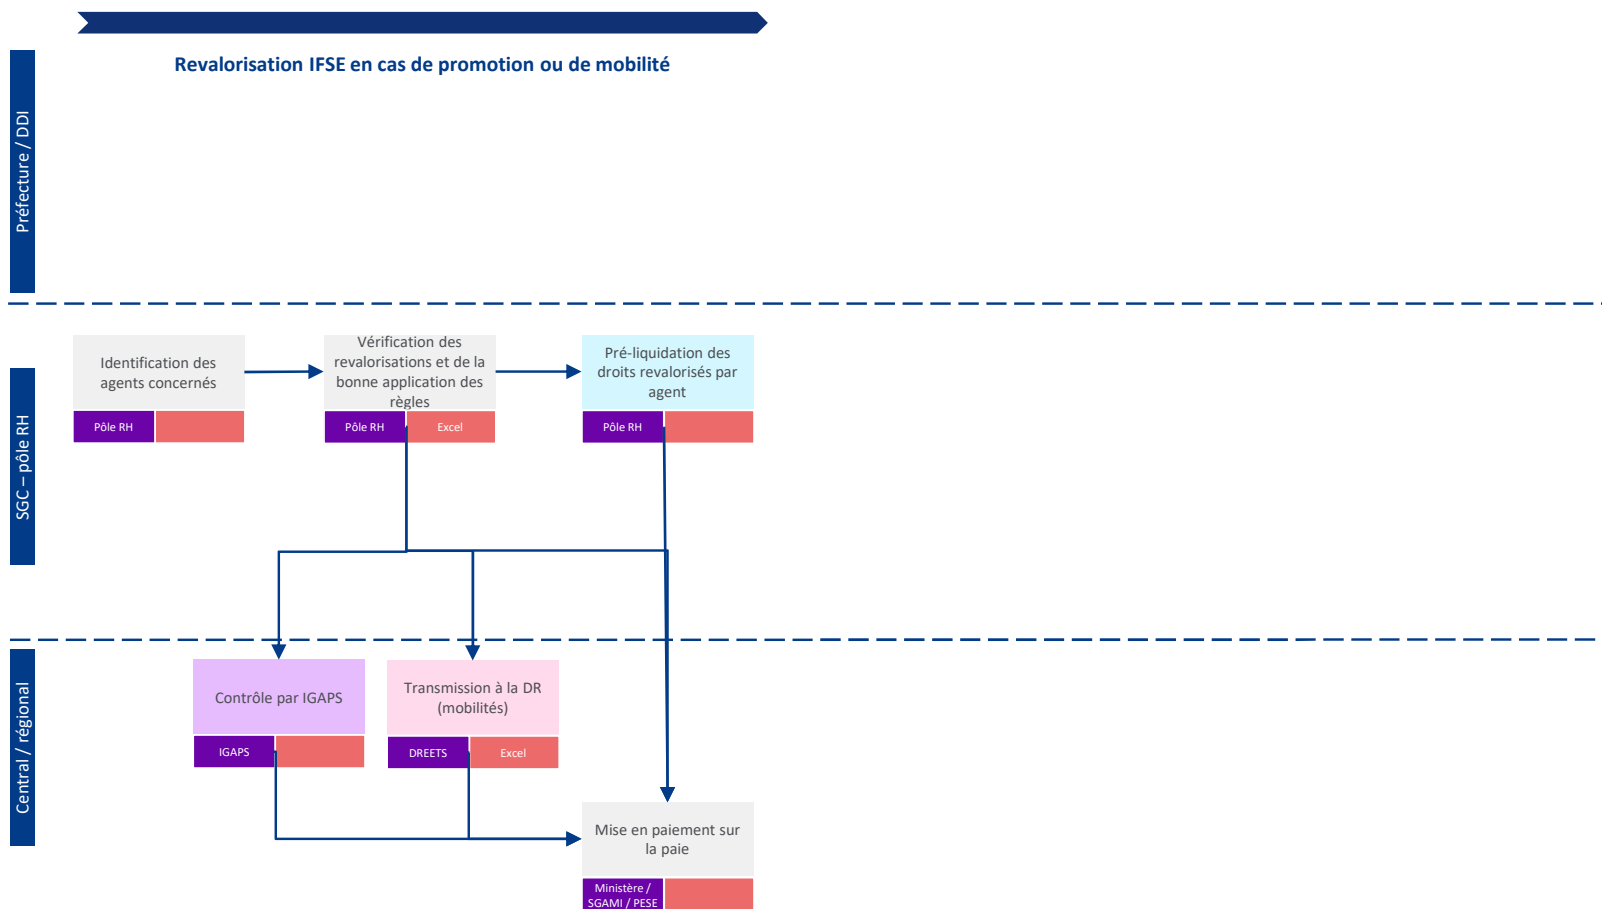 Revalorisation IFSE en cas de promotion ou de mobilité
Préfecture / DDI
SGC – pôle RH
Identification des
agents concernés
Pôle RH
Vérification des
revalorisations et de la
bonne application des
règles
Pôle RH
Excel
Pré-liquidation des
droits revalorisés par
agent
Pôle RH
Central / régional
Contrôle par IGAPS
IGAPS
Transmission à la DR
(mobilités)
DREETS
Excel
Mise en paiement sur
la paie
Ministère /
SGAMI / PESE